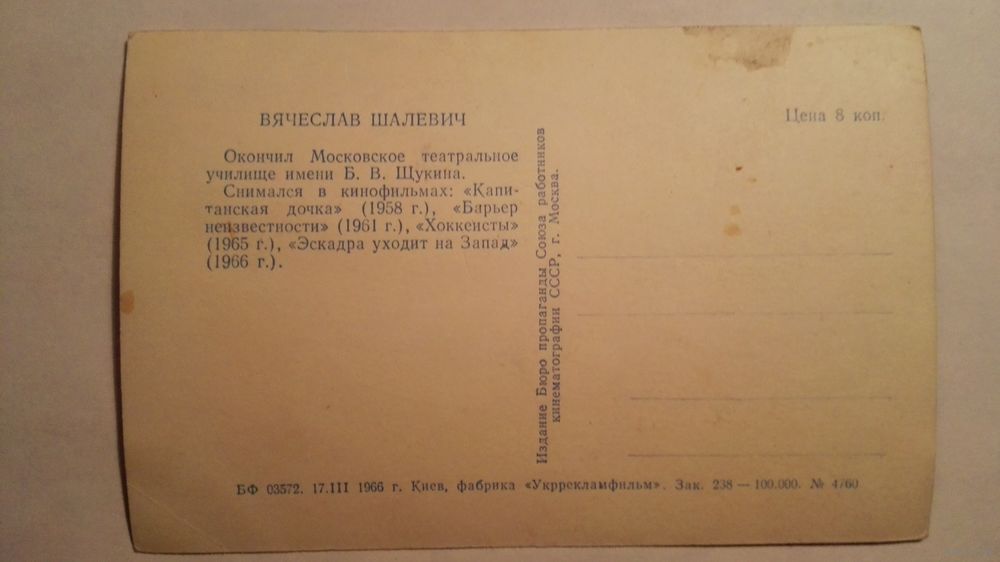 ВЯЧЕСЛАВ ШАЛЕВИЧ
Окончил Московское театральное
училище имени Б. В. Щукина.
Снимался в кинофильмах: «Капи-
танская дочка» (1958 г.), «Барьер
неизвестности» (1961 г.), «Хоккеисты»
(1965 г.), «Эскадра уходит на Запад»
(1966 г.).
Издание Бюро пропаганды Союза работников
кинематографии СССР, г. Москва.
Цена 8 коп.
БФ 03572. 17.III 1966 г. Киев, фабрика «Укррекламфильм». Зак. 238 — 100.000. № 4/60